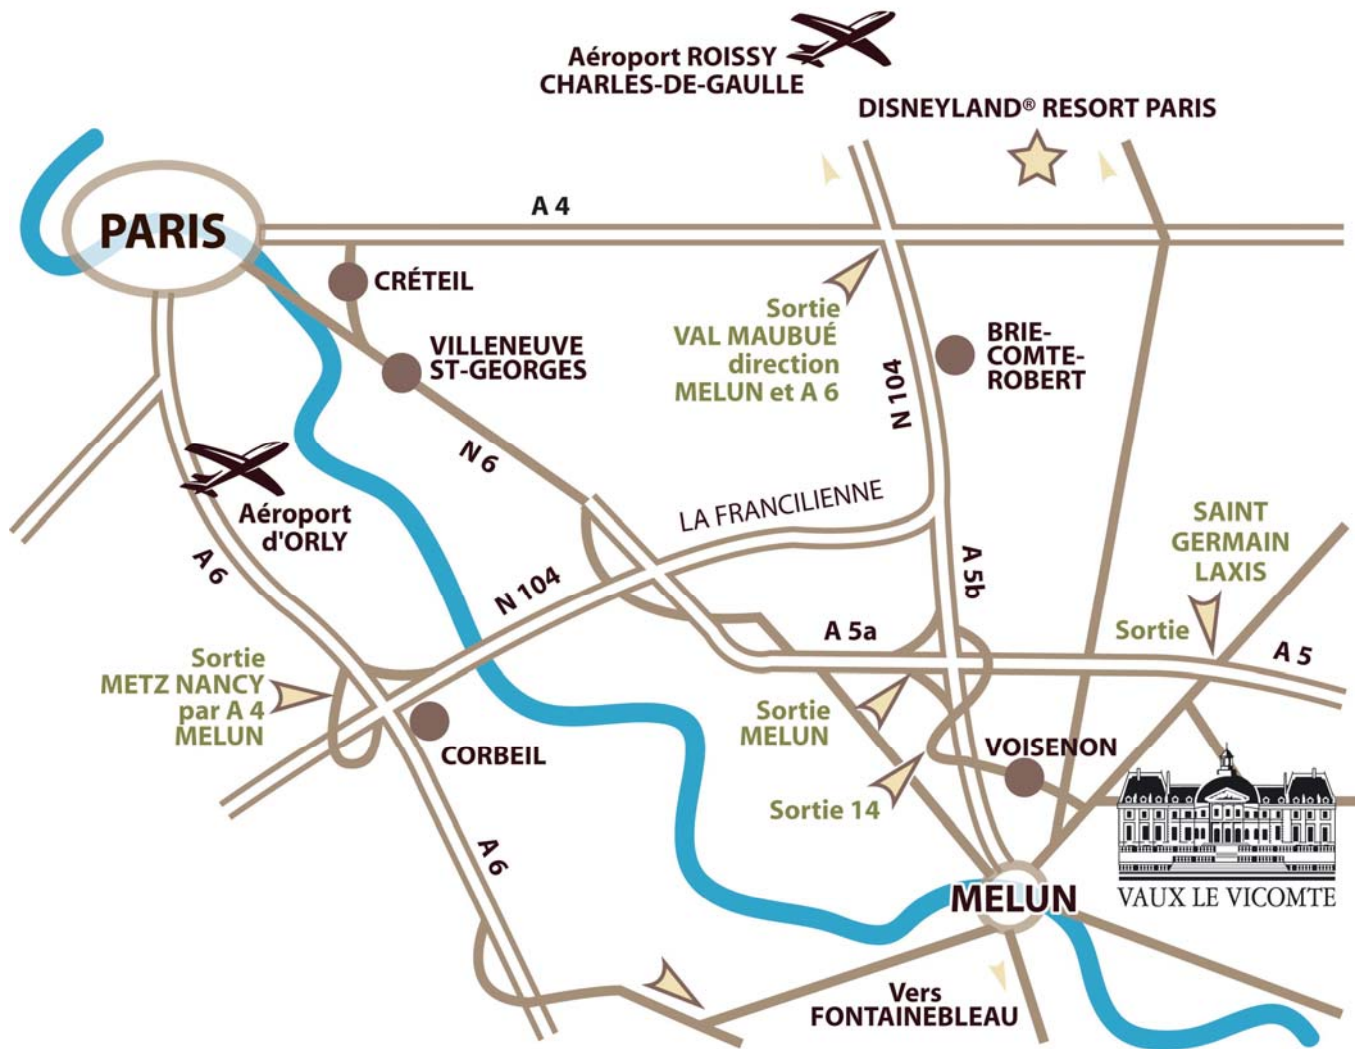 Aéroport ROISSY
CHARLES-DE-GAULLE
DISNEYLAND® RESORT PARIS
A 4
PARIS
CRÉTEIL
Sortie
VAL MAUBUÉ
direction
MELUN et A 6
BRIE-
COMTE-
ROBERT
VILLENEUVE
ST-GEORGES
N 104
N 6
Aéroport
d'ORLY
LA FRANCILIENNE
SAINT
GERMAIN
LAXIS
Sortie
A 6
N 104
A 5b
A 5a
A 5
Sortie
METZ NANCY
par A 4
MELUN
Sortie
MELUN
CORBEIL
VOISENON
Sortie 14
A 6
MELUN
VAUX LE VICOMTE
Vers
FONTAINEBLEAU